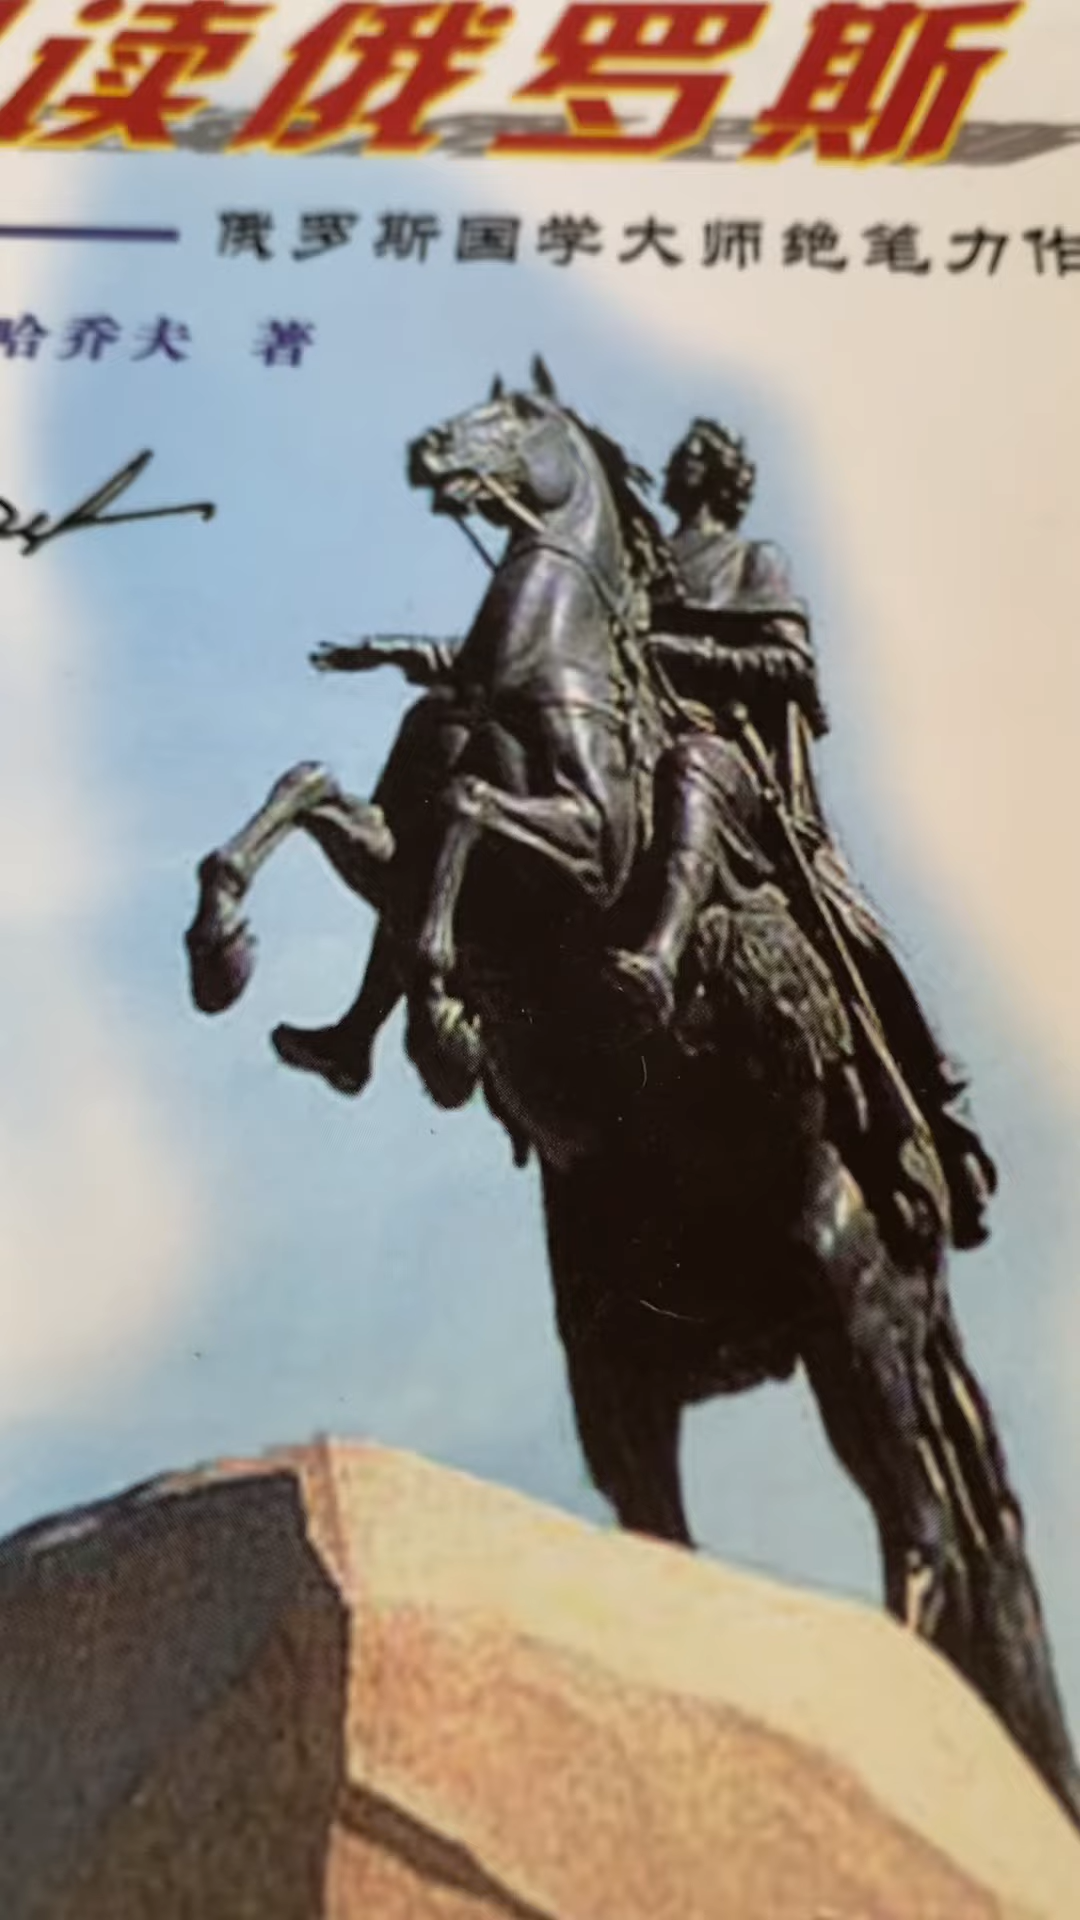 读俄罗斯
俄罗斯国学大师绝笔力作
哈乔夫 著